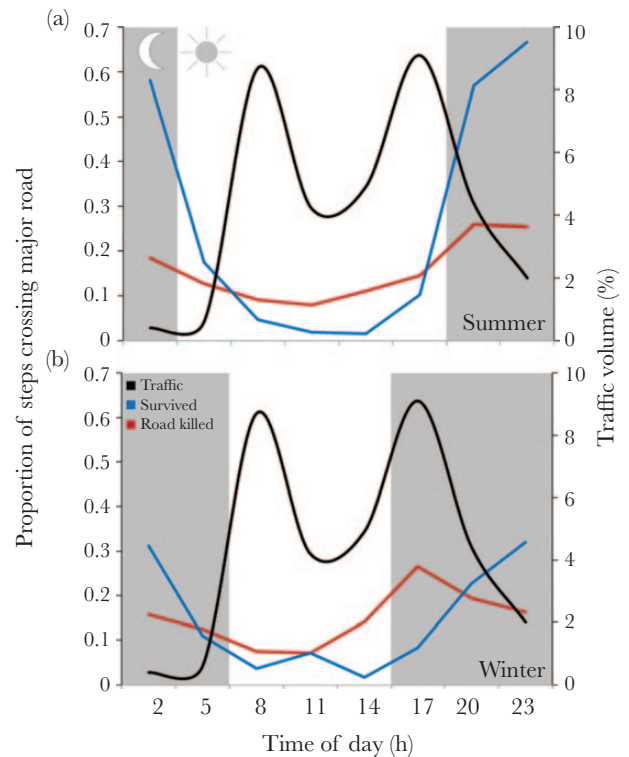 (a)
0.7
0.6
0.5
0.4
0.3
0.2
0.1
0
10
8
6
4
2
0
Summer
(b)
0.7
0.6
0.5
0.4
0.3
0.2
0.1
0
Traffic
Survived
Road killed
10
8
6
4
2
0
Winter
2 5 8 11 14 17 20 23
Time of day (h)
Proportion of steps crossing major road
Traffic volume (%)